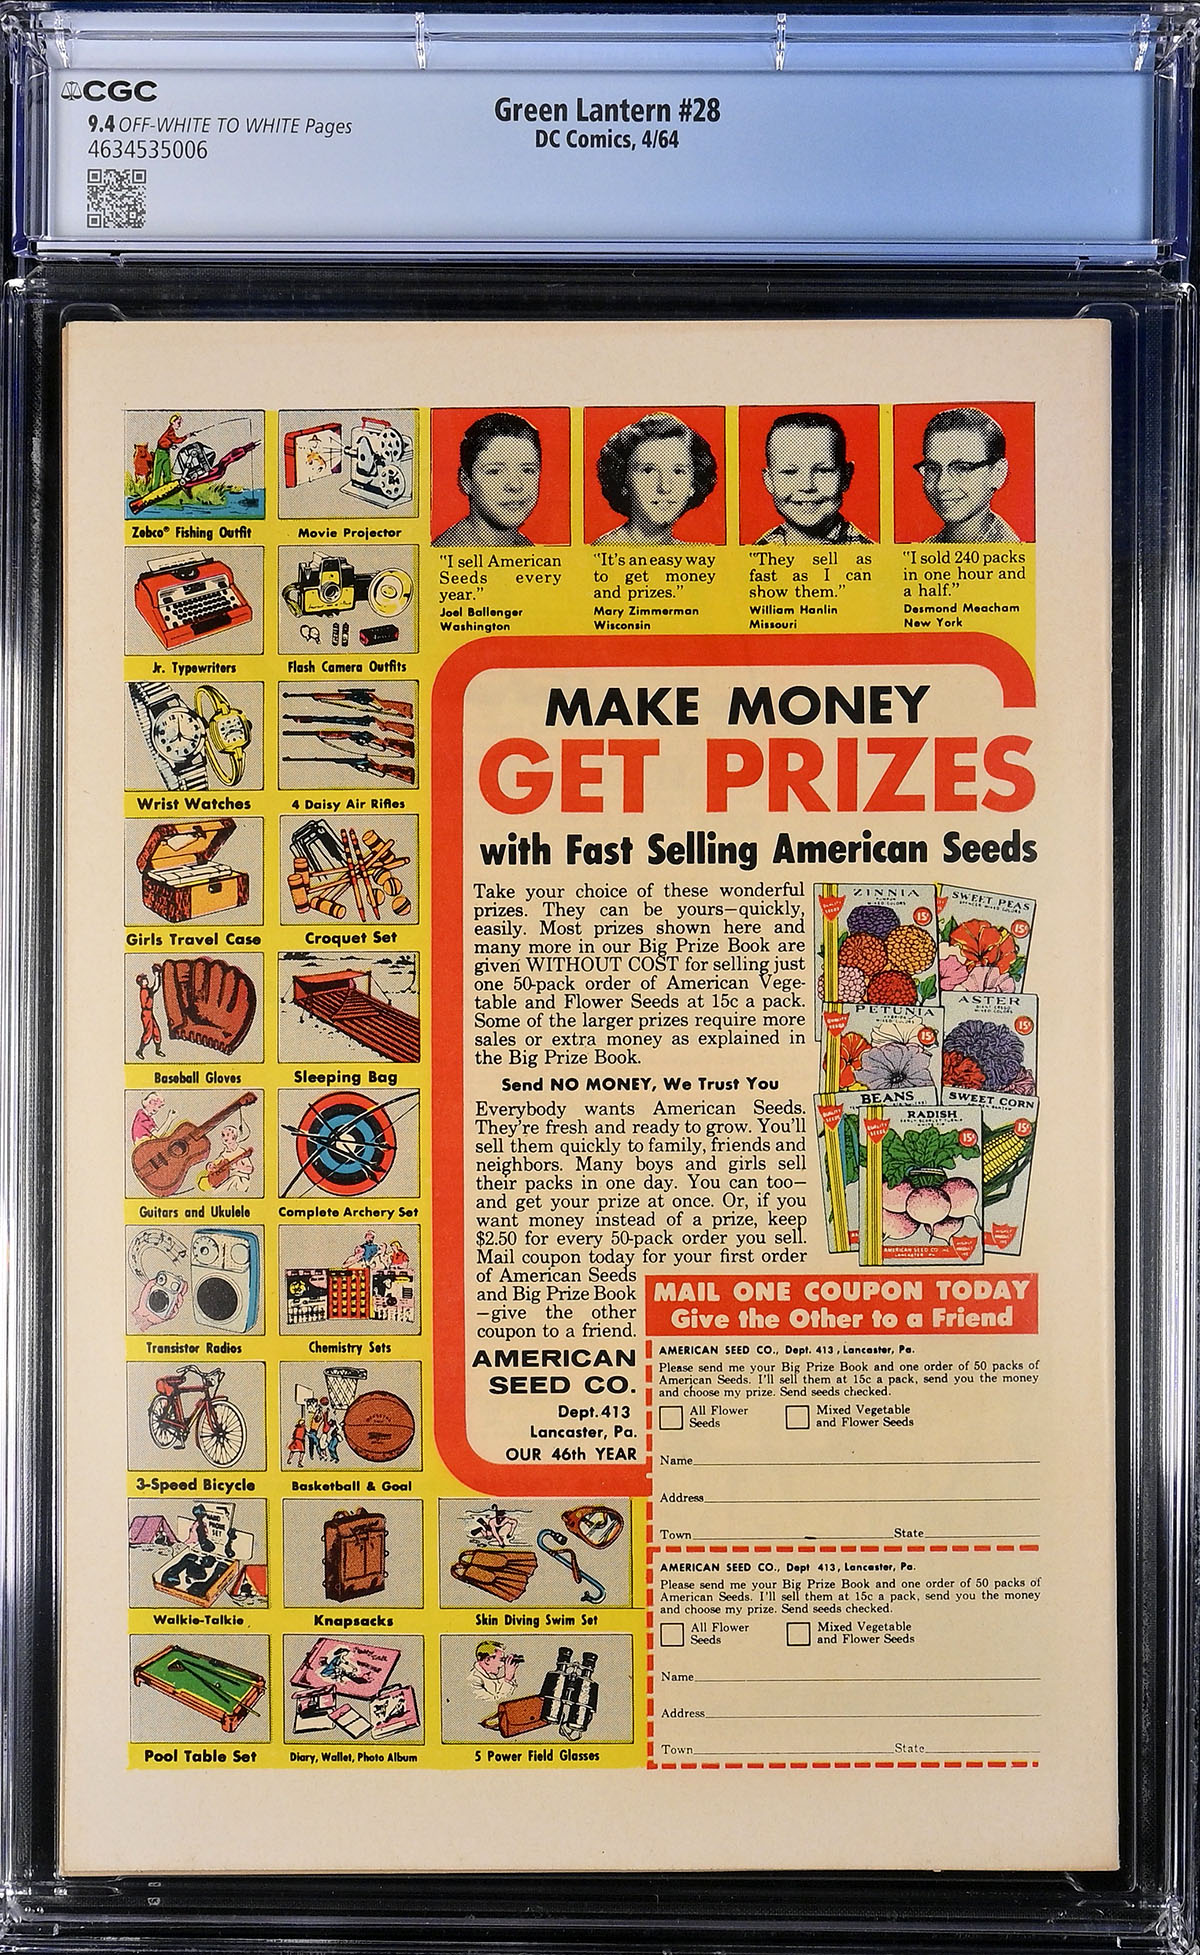 CGC
9.4 OFF-WHITE TO WHITE Pages
4634535006
Green Lantern #28
DC Comics, 4/64
Zebco® Fishing Outfit
Movie Projector
Jr. Typewriters
Flash Camera Outfits
Wrist Watches
4 Daisy Air Rifles
Girls Travel Case
Croquet Set
Baseball Gloves
Sleeping Bag
Guitars and Ukulele
Complete Archery Set
Transistor Radios
Chemistry Sets
3-Speed Bicycle
Basketball & Goal
Walkie-Talkie
Knapsacks
Skin Diving Swim Set
Pool Table Set
Diary, Wallet, Photo Album
5 Power Field Glasses
"I sell American
Seeds every
year."
Joel Ballenger
Washington
"It's an easy way
to get money
and prizes."
Mary Zimmerman
Wisconsin
"They sell as
fast as I can
show them."
William Hanlin
Missouri
"I sold 240 packs
in one hour and
a half."
Desmond Meacham
New York
MAKE MONEY
GET PRIZES
with Fast Selling American Seeds
Take your choice of these wonderful
prizes. They can be yours—quickly,
easily. Most prizes shown here and
many more in our Big Prize Book are
given WITHOUT COST for selling just
one 50-pack order of American Vege-
table and Flower Seeds at 15c a pack.
Some of the larger prizes require more
sales or extra money as explained in
the Big Prize Book.
Send NO MONEY, We Trust You
Everybody wants American Seeds.
They're fresh and ready to grow. You'll
sell them quickly to family, friends and
neighbors. Many boys and girls sell
their packs in one day. You can too—
and get your prize at once. Or, if you
want money instead of a prize, keep
$2.50 for every 50-pack order you sell.
Mail coupon today for your first order
of American Seeds
and Big Prize Book
—give the other
coupon to a friend.
AMERICAN
SEED CO.
Dept. 413
Lancaster, Pa.
OUR 46th YEAR
ZINNIA
15¢
SWEET PEAS
15¢
PETUNIA
15¢
ASTER
15¢
BEANS
SWEET CORN
15¢
RADISH
15¢
AMERICAN SEED CO.
LANCASTER, PA.
MAIL ONE COUPON TODAY
Give the Other to a Friend
AMERICAN SEED CO., Dept. 413, Lancaster, Pa.
Please send me your Big Prize Book and one order of 50 packs of
American Seeds. I'll sell them at 15c a pack, send you the money
and choose my prize. Send seeds checked.
All Flower
Seeds
Mixed Vegetable
and Flower Seeds
Name
Address
Town State
AMERICAN SEED CO., Dept 413, Lancaster, Pa.
Please send me your Big Prize Book and one order of 50 packs of
American Seeds. I'll sell them at 15c a pack, send you the money
and choose my prize. Send seeds checked.
All Flower
Seeds
Mixed Vegetable
and Flower Seeds
Name
Address
Town State